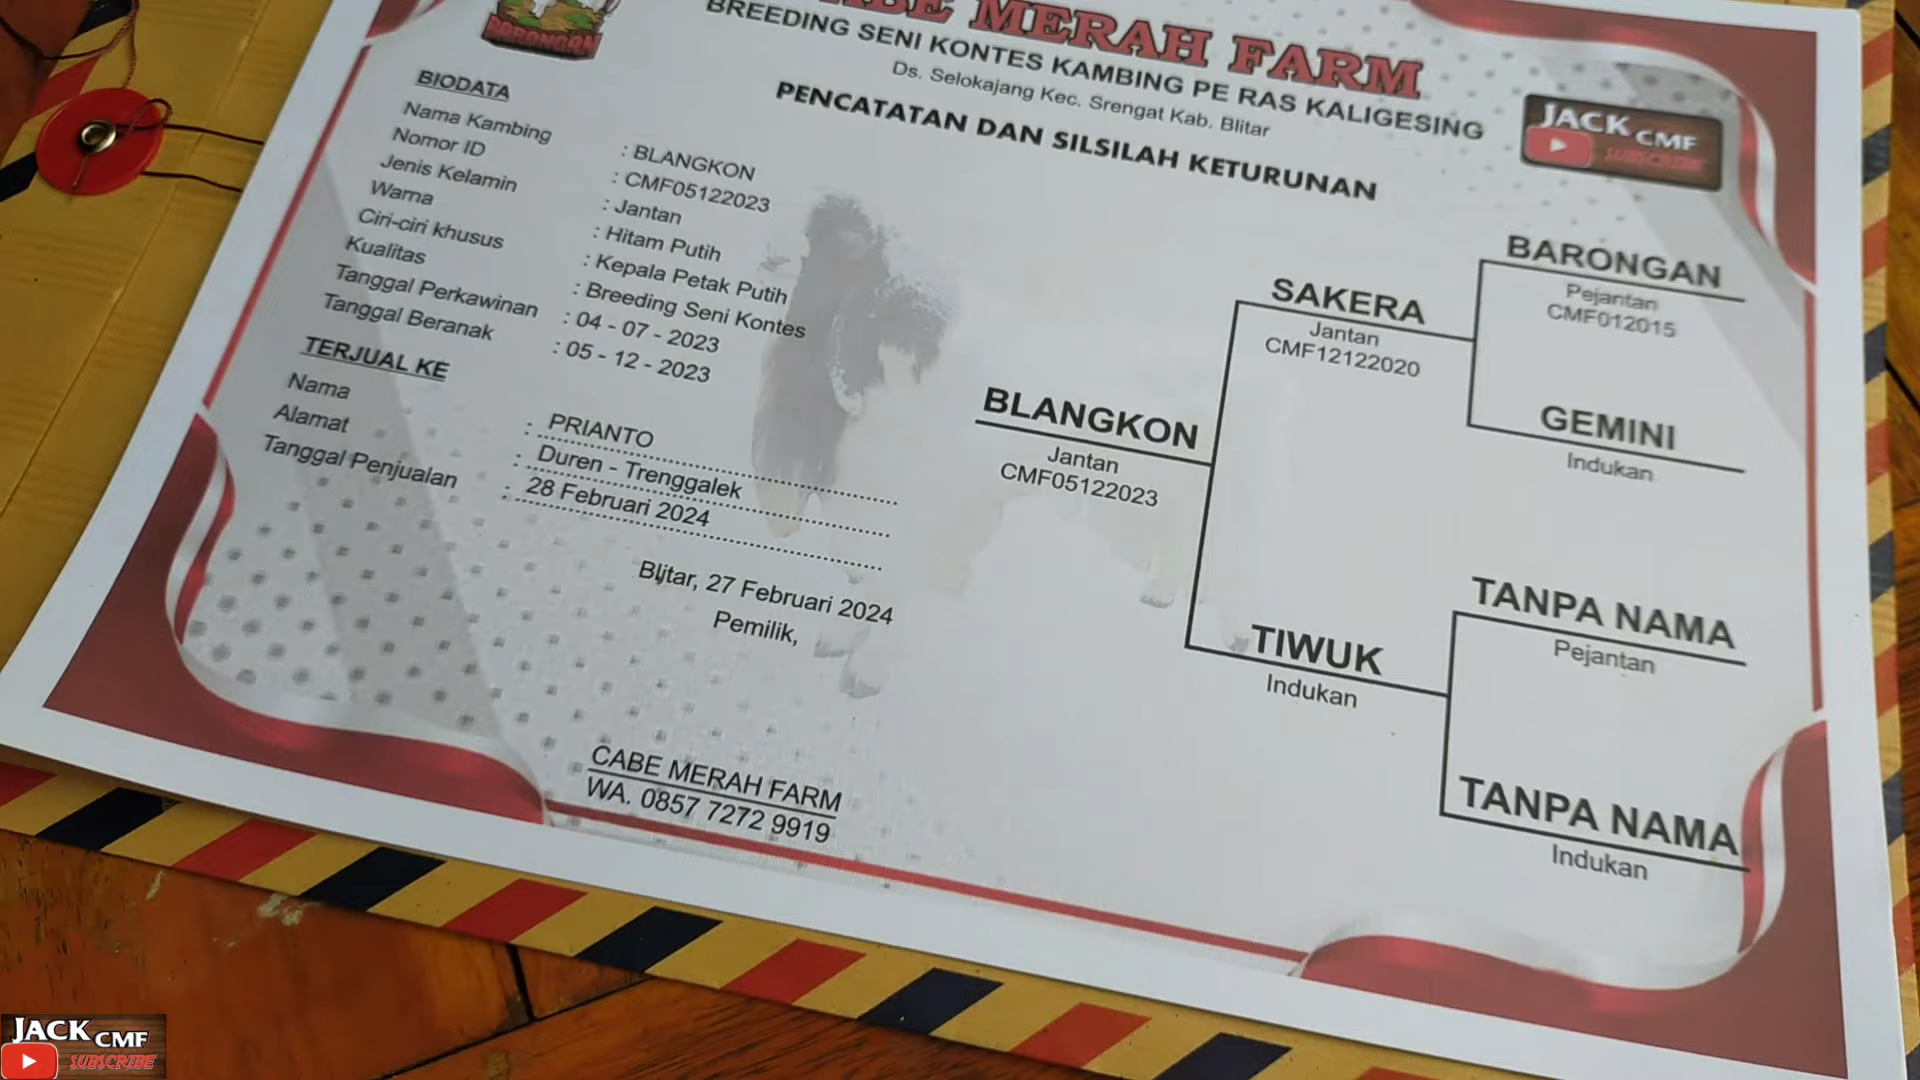 BARONGAN
MERAH FARM
BREEDING SENI KONTES KAMBING PE RAS KALIGESING
Ds. Selokajang Kec. Srengat Kab. Blitar
PENCATATAN DAN SILSILAH KETURUNAN
JACK CMF
SUBSCRIBE
BIODATA
Nama Kambing : BLANGKON
Nomor ID : CMF05122023
Jenis Kelamin : Jantan
Warna : Hitam Putih
Ciri-ciri khusus : Kepala Petak Putih
Kualitas : Breeding Seni Kontes
Tanggal Perkawinan : 04 - 07 - 2023
Tanggal Beranak : 05 - 12 - 2023
TERJUAL KE
Nama : PRIANTO
Alamat : Duren - Trenggalek
Tanggal Penjualan : 28 Februari 2024
Blitar, 27 Februari 2024
Pemilik,
CABE MERAH FARM
WA. 0857 7272 9919
BLANGKON
Jantan
CMF05122023
SAKERA
Jantan
CMF12122020
BARONGAN
Pejantan
CMF012015
GEMINI
Indukan
TIWUK
Indukan
TANPA NAMA
Pejantan
TANPA NAMA
Indukan
JACK CMF
SUBSCRIBE